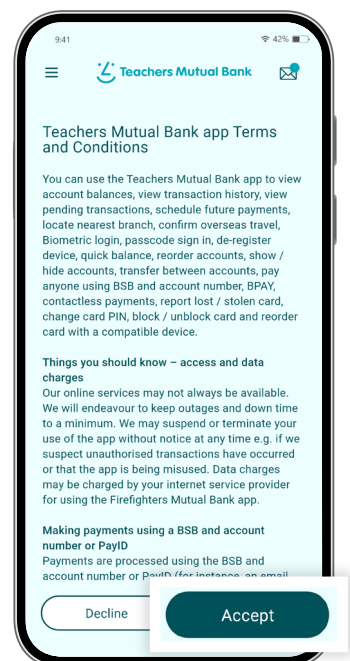 9:41
42%
Teachers Mutual Bank
Teachers Mutual Bank app Terms
and Conditions
You can use the Teachers Mutual Bank app to view
account balances, view transaction history, view
pending transactions, schedule future payments,
locate nearest branch, confirm overseas travel,
Biometric login, passcode sign in, de-register
device, quick balance, reorder accounts, show /
hide accounts, transfer between accounts, pay
anyone using BSB and account number, BPAY,
contactless payments, report lost / stolen card,
change card PIN, block / unblock card and reorder
card with a compatible device.
Things you should know – access and data
charges
Our online services may not always be available.
We will endeavour to keep outages and down time
to a minimum. We may suspend or terminate your
use of the app without notice at any time e.g. if we
suspect unauthorised transactions have occurred
or that the app is being misused. Data charges
may be charged by your internet service provider
for using the Firefighters Mutual Bank app.
Making payments using a BSB and account
number or PayID
Payments are processed using the BSB and
account number or PayID (for instance, an email
Decline
Accept